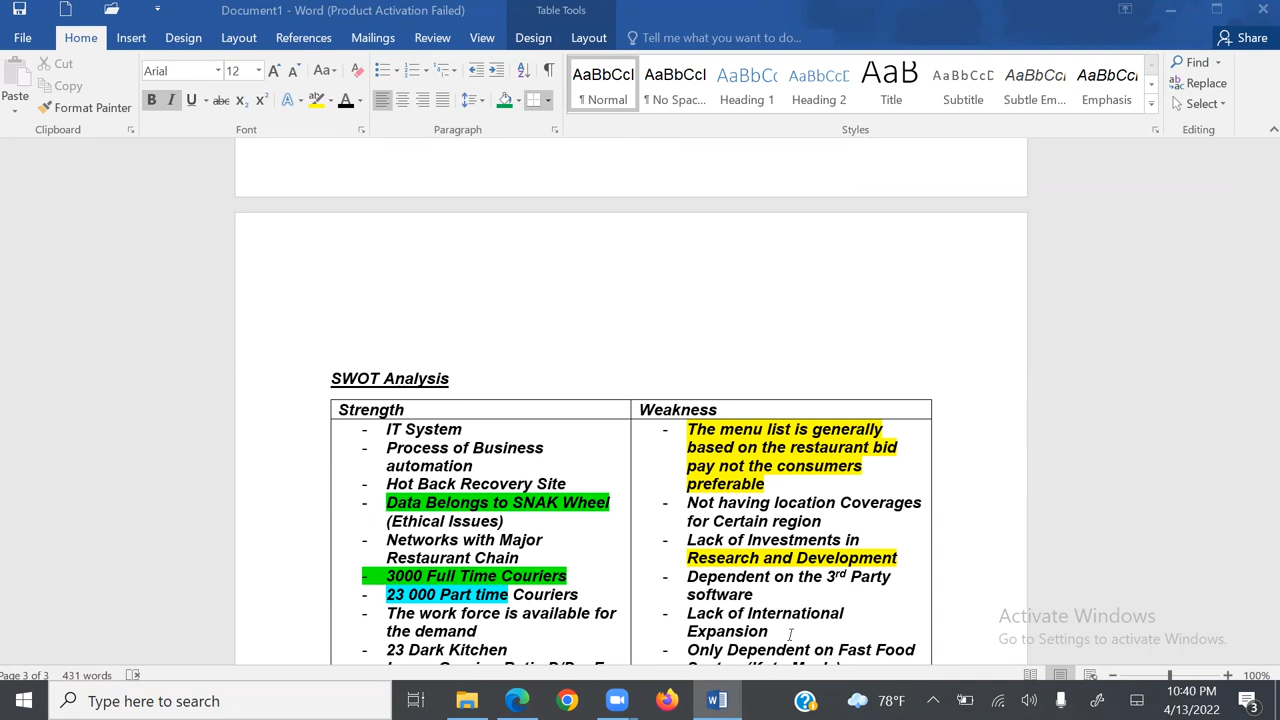 Document1 - Word (Product Activation Failed)
Table Tools
File
Home
Insert
Design
Layout
References
Mailings
Review
View
Design
Layout
Tell me what you want to do...
Share
Paste
Cut
Copy
Format Painter
Clipboard
Arial
12
Font
Paragraph
AaBbCcI
¶ Normal
AaBbCcI
¶ No Spac...
AaBbCc
Heading 1
AaBbCcD
Heading 2
AaB
Title
AaBbCcD
Subtitle
AaBbCc
Subtle Em...
AaBbCc
Emphasis
Styles
Find
Replace
Select
Editing
SWOT Analysis
Strength
- IT System
- Process of Business
automation
- Hot Back Recovery Site
- Data Belongs to SNAK Wheel
(Ethical Issues)
- Networks with Major
Restaurant Chain
- 3000 Full Time Couriers
- 23 000 Part time Couriers
- The work force is available for
the demand
- 23 Dark Kitchen
Weakness
- The menu list is generally
based on the restaurant bid
pay not the consumers
preferable
- Not having location Coverages
for Certain region
- Lack of Investments in
Research and Development
- Dependent on the 3rd Party
software
- Lack of International
Expansion
- Only Dependent on Fast Food
Activate Windows
Go to Settings to activate Windows.
Page 3 of 3
431 words
100%
Type here to search
78°F
10:40 PM
4/13/2022
3